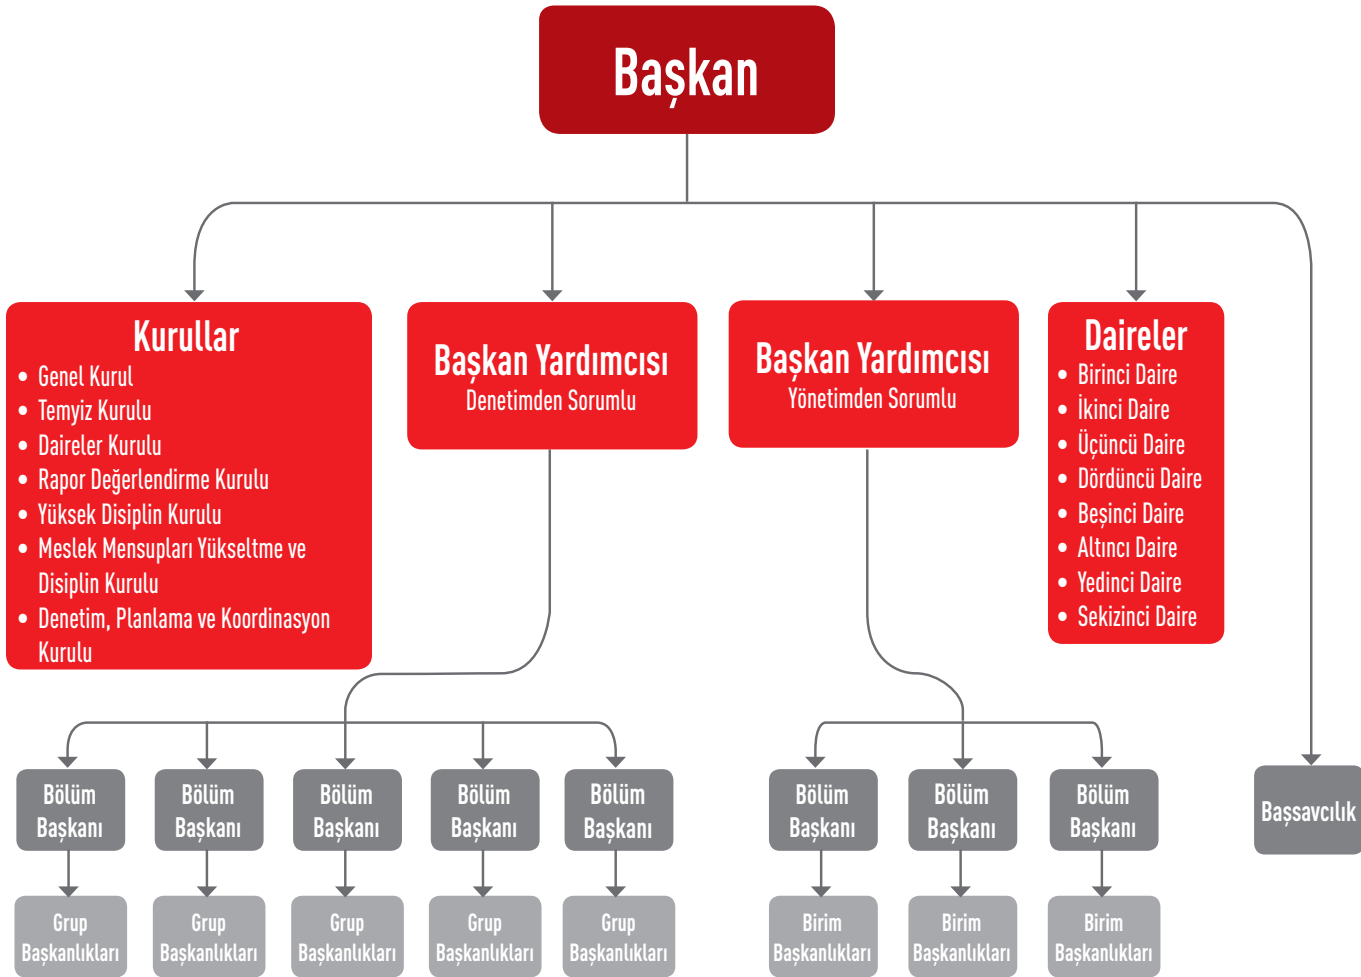 Başkan
Kurullar
• Genel Kurul
• Temyiz Kurulu
• Daireler Kurulu
• Rapor Değerlendirme Kurulu
• Yüksek Disiplin Kurulu
• Meslek Mensupları Yükseltme ve
Disiplin Kurulu
• Denetim, Planlama ve Koordinasyon
Kurulu
Başkan Yardımcısı
Denetimden Sorumlu
Başkan Yardımcısı
Yönetimden Sorumlu
Daireler
• Birinci Daire
• İkinci Daire
• Üçüncü Daire
• Dördüncü Daire
• Beşinci Daire
• Altıncı Daire
• Yedinci Daire
• Sekizinci Daire
Bölüm
Başkanı
Bölüm
Başkanı
Bölüm
Başkanı
Bölüm
Başkanı
Bölüm
Başkanı
Bölüm
Başkanı
Bölüm
Başkanı
Bölüm
Başkanı
Başsavcılık
Grup
Başkanlıkları
Grup
Başkanlıkları
Grup
Başkanlıkları
Grup
Başkanlıkları
Grup
Başkanlıkları
Birim
Başkanlıkları
Birim
Başkanlıkları
Birim
Başkanlıkları